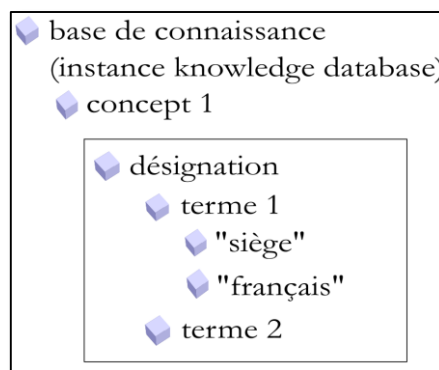 base de connaissance
(instance knowledge database)
concept 1
désignation
terme 1
"siège"
"français"
terme 2